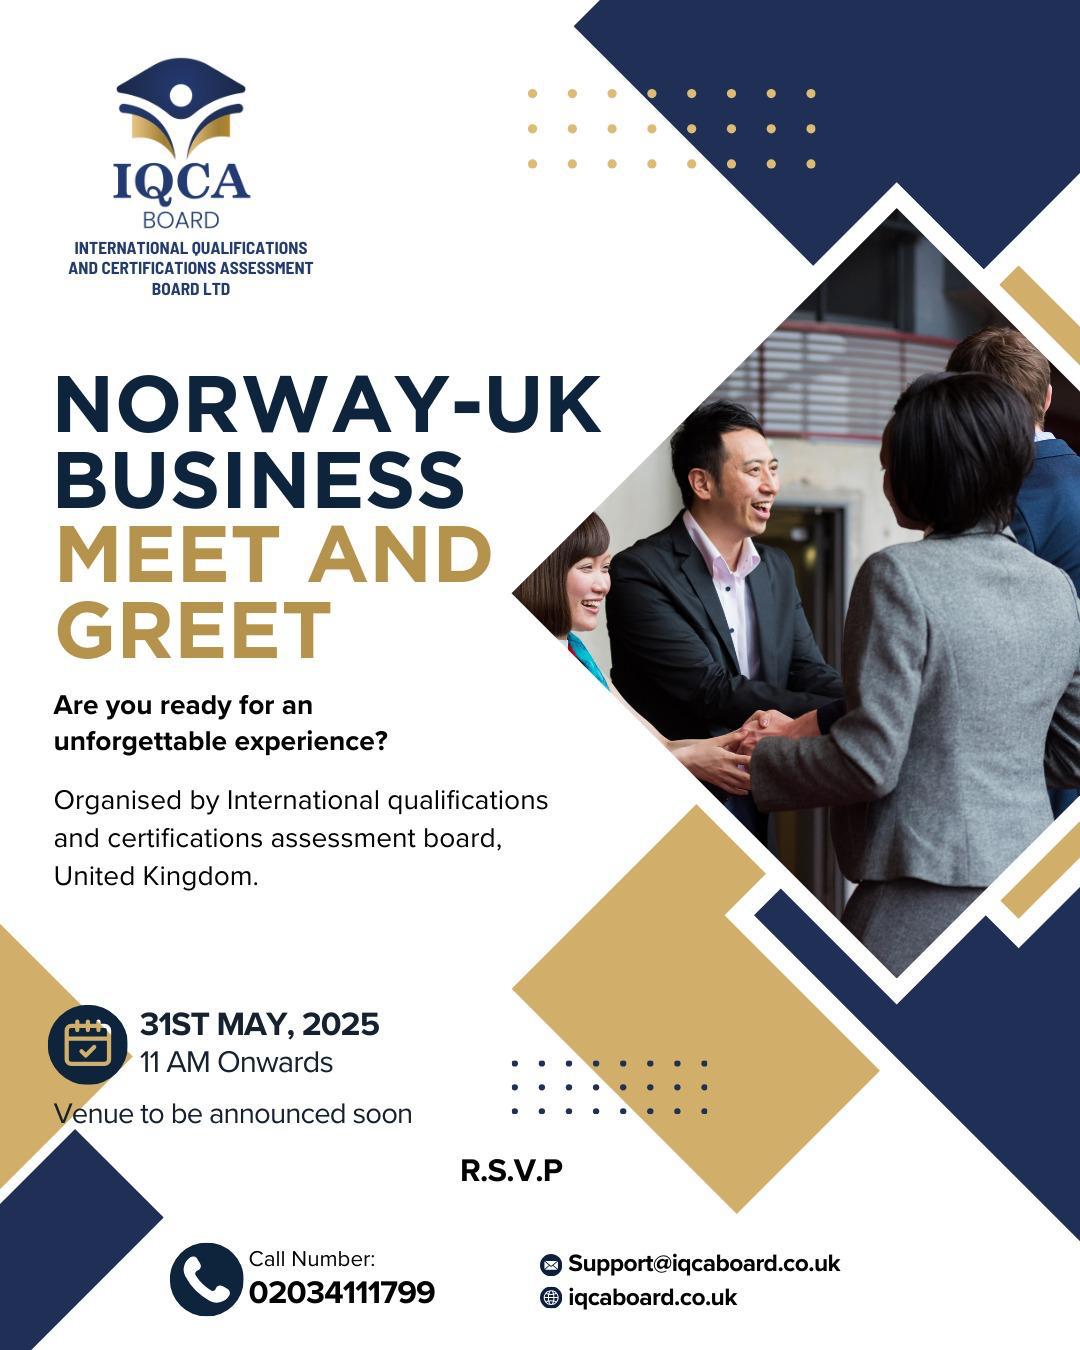 IQCA
BOARD
INTERNATIONAL QUALIFICATIONS
AND CERTIFICATIONS ASSESSMENT
BOARD LTD
NORWAY-UK
BUSINESS
MEET AND
GREET
Are you ready for an
unforgettable experience?
Organised by International qualifications
and certifications assessment board,
United Kingdom.
31ST MAY, 2025
11 AM Onwards
Venue to be announced soon
R.S.V.P
Call Number:
02034111799
Support@iqcaboard.co.uk
iqcaboard.co.uk